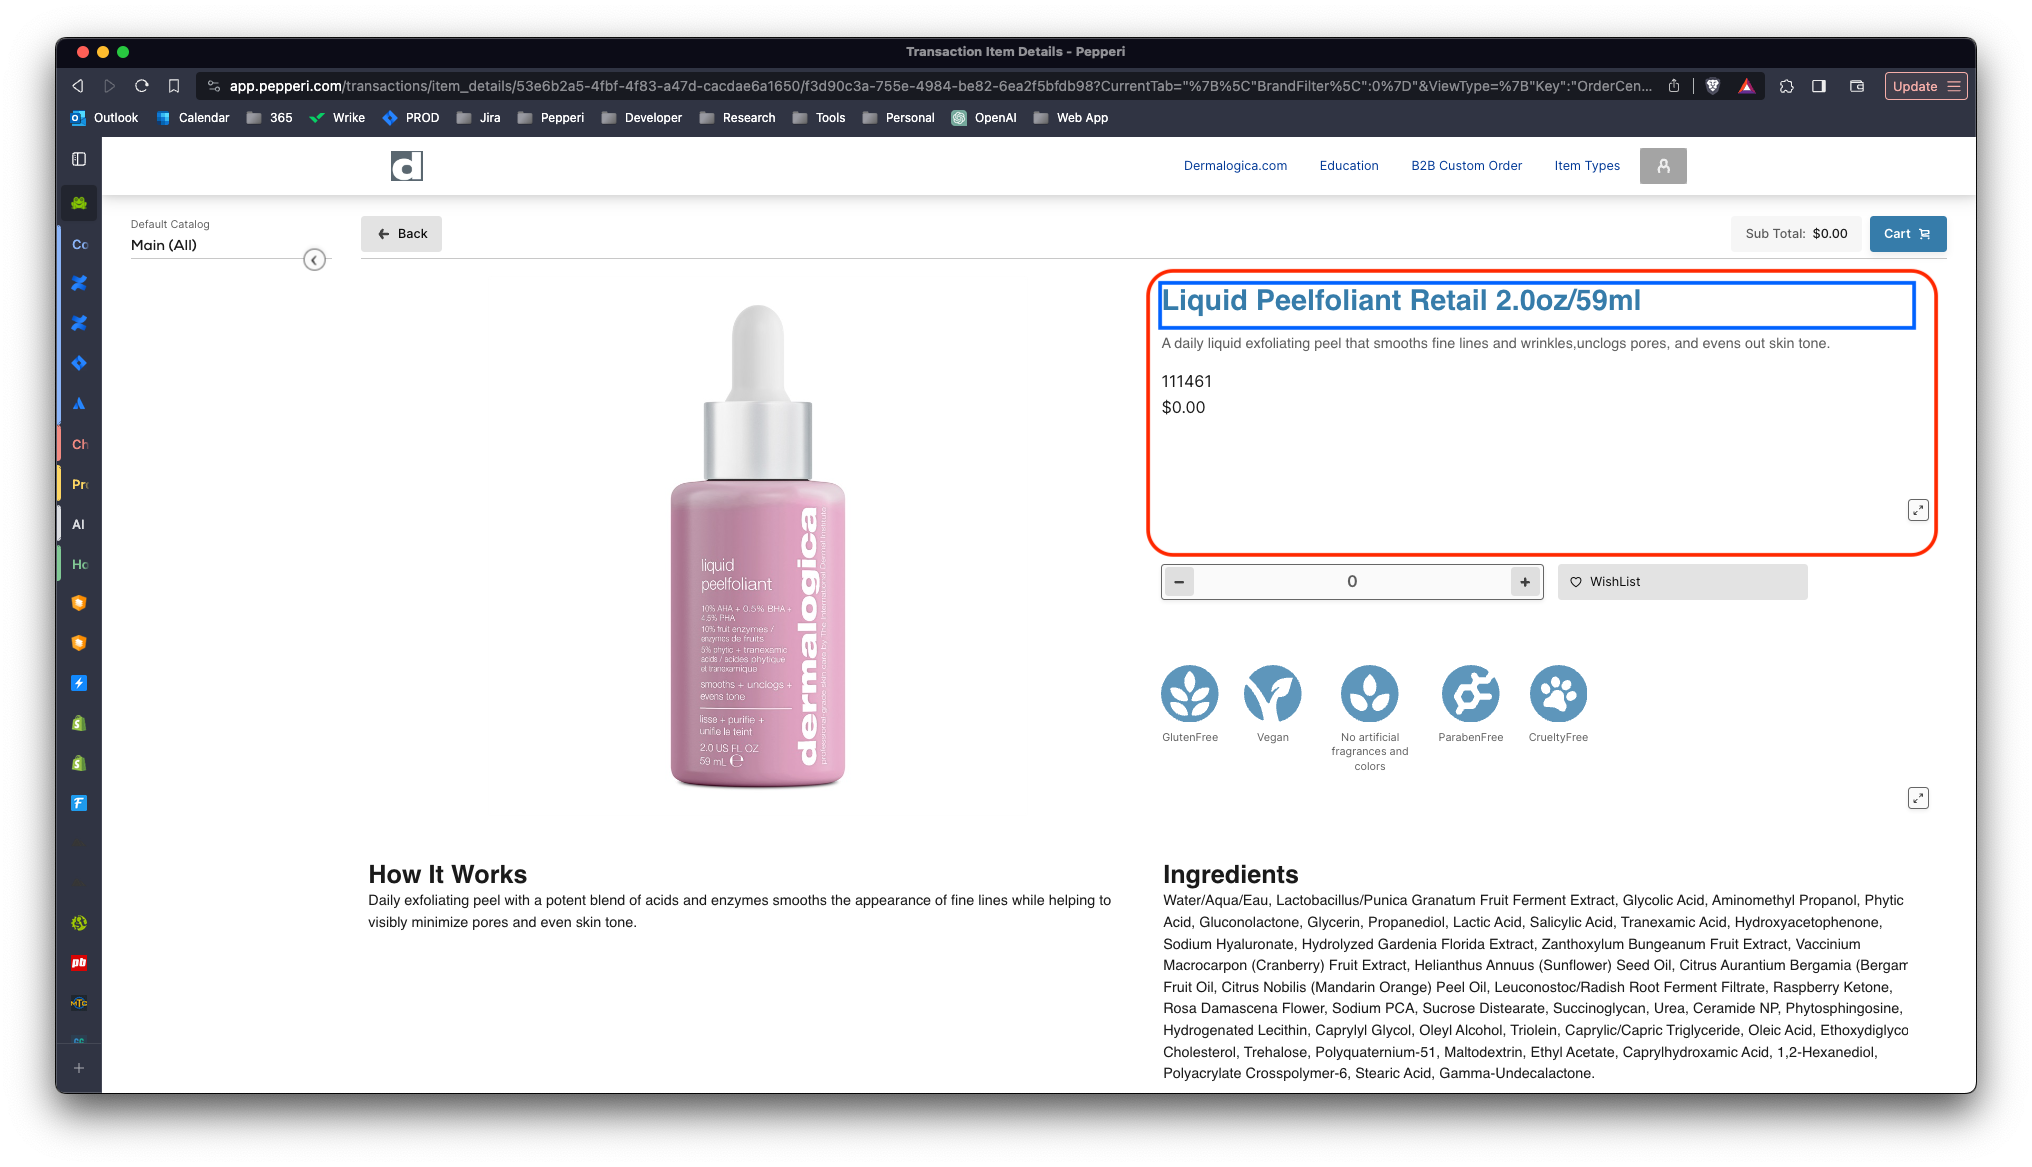 Transaction Item Details - Pepperi
app.pepperi.com/transactions/item_details/53e6b2a5-4fbf-4f83-a47d-cacdae6a1650/f3d90c3a-755e-4984-be82-6ea2f5bfdb98?CurrentTab="%7B%5C"BrandFilter%5C":0%7D"&ViewType=%7B"Key":"OrderCen...
Update
Outlook Calendar 365 Wrike PROD Jira Pepperi Developer Research Tools Personal OpenAI Web App
d
Dermalogica.com Education B2B Custom Order Item Types
Co
Ch
Pr
AI
Ho
pb
MTG
Default Catalog
Main (All)
Back
Sub Total: $0.00
Cart
Liquid Peelfoliant Retail 2.0oz/59ml
A daily liquid exfoliating peel that smooths fine lines and wrinkles,unclogs pores, and evens out skin tone.
111461
$0.00
− 0 +
WishList
dermalogica
liquid
peelfoliant
10% AHA + 0.5% BHA +
4.5% PHA
10% fruit enzymes /
enzymes de fruits
5% phytic + tranexamic
acids / acides phytique
et tranexamique
smooths + unclogs +
evens tone
lisse + purifie +
unifie le teint
2.0 US FL OZ
59 mL e
GlutenFree
Vegan
No artificial
fragrances and
colors
ParabenFree
CrueltyFree
How It Works
Daily exfoliating peel with a potent blend of acids and enzymes smooths the appearance of fine lines while helping to
visibly minimize pores and even skin tone.
Ingredients
Water/Aqua/Eau, Lactobacillus/Punica Granatum Fruit Ferment Extract, Glycolic Acid, Aminomethyl Propanol, Phytic
Acid, Gluconolactone, Glycerin, Propanediol, Lactic Acid, Salicylic Acid, Tranexamic Acid, Hydroxyacetophenone,
Sodium Hyaluronate, Hydrolyzed Gardenia Florida Extract, Zanthoxylum Bungeanum Fruit Extract, Vaccinium
Macrocarpon (Cranberry) Fruit Extract, Helianthus Annuus (Sunflower) Seed Oil, Citrus Aurantium Bergamia (Bergam
Fruit Oil, Citrus Nobilis (Mandarin Orange) Peel Oil, Leuconostoc/Radish Root Ferment Filtrate, Raspberry Ketone,
Rosa Damascena Flower, Sodium PCA, Sucrose Distearate, Succinoglycan, Urea, Ceramide NP, Phytosphingosine,
Hydrogenated Lecithin, Caprylyl Glycol, Oleyl Alcohol, Triolein, Caprylic/Capric Triglyceride, Oleic Acid, Ethoxydiglyco
Cholesterol, Trehalose, Polyquaternium-51, Maltodextrin, Ethyl Acetate, Caprylhydroxamic Acid, 1,2-Hexanediol,
Polyacrylate Crosspolymer-6, Stearic Acid, Gamma-Undecalactone.